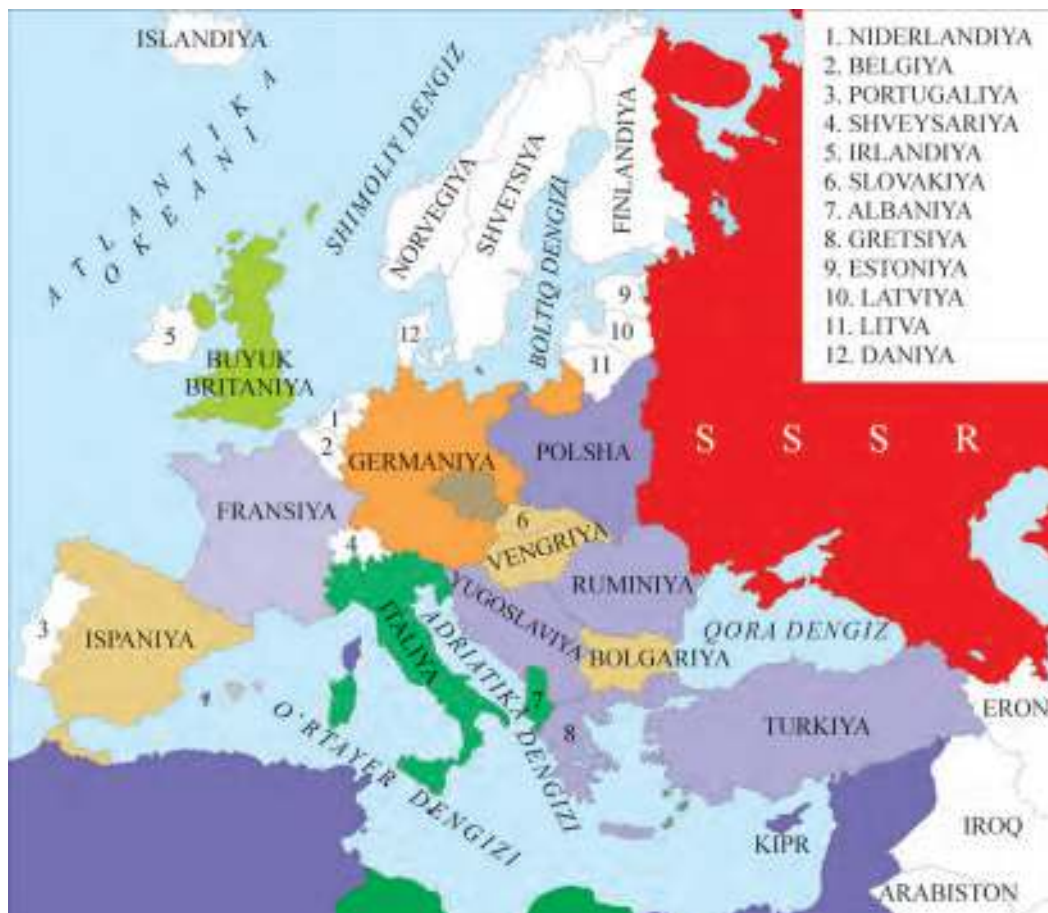 ISLANDIYA
ATLANTIKA
OKEANI
SHIMOLIY DENGIZ
NORVEGIYA
SHVETSIYA
FINLANDIYA
BOLTIQ DENGIZI
1. NIDERLANDIYA
2. BELGIYA
3. PORTUGALIYA
4. SHVEYSARIYA
5. IRLANDIYA
6. SLOVAKIYA
7. ALBANIYA
8. GRETSIYA
9. ESTONIYA
10. LATVIYA
11. LITVA
12. DANIYA
9
10
11
12
5
BUYUK
BRITANIYA
1
2
GERMANIYA
POLSHA
S S S R
FRANSIYA
6
VENGRIYA
4
RUMINIYA
YUGOSLAVIYA
ITALIYA
ADRIATIKA DENGIZI
QORA DENGIZ
3
ISPANIYA
BOLGARIYA
7
8
TURKIYA
ERON
O‘RTAYER DENGIZI
KIPR
IROQ
ARABISTON